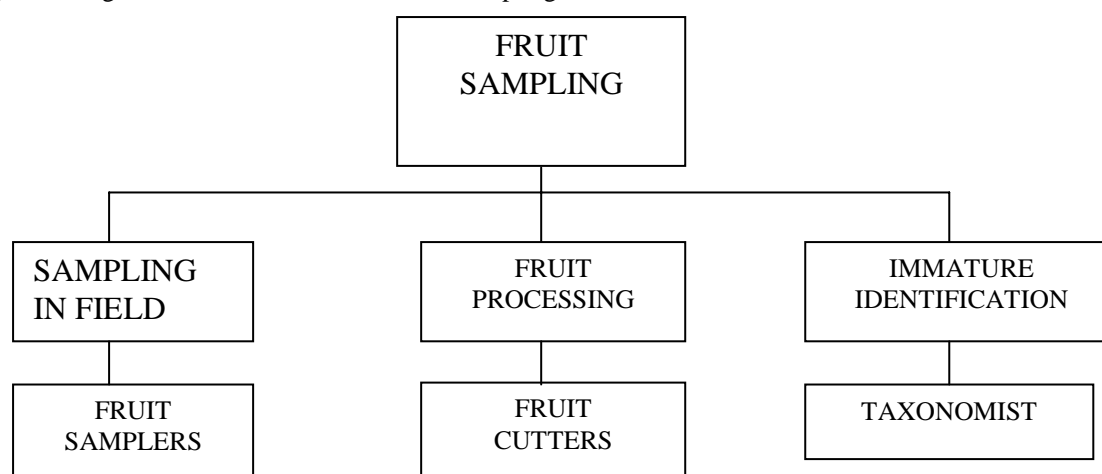 FRUIT
SAMPLING
SAMPLING
IN FIELD
FRUIT
PROCESSING
IMMATURE
IDENTIFICATION
FRUIT
SAMPLERS
FRUIT
CUTTERS
TAXONOMIST